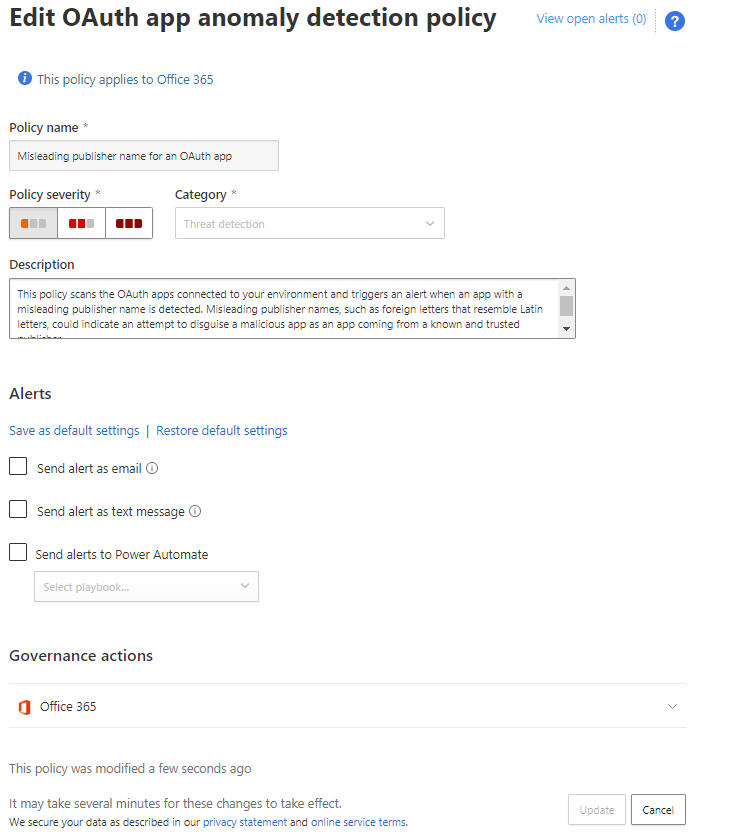 Edit OAuth app anomaly detection policy
View open alerts (0)
?
This policy applies to Office 365
Policy name *
Misleading publisher name for an OAuth app
Policy severity *
Category *
Threat detection
Description
This policy scans the OAuth apps connected to your environment and triggers an alert when an app with a
misleading publisher name is detected. Misleading publisher names, such as foreign letters that resemble Latin
letters, could indicate an attempt to disguise a malicious app as an app coming from a known and trusted
Alerts
Save as default settings | Restore default settings
Send alert as email
Send alert as text message
Send alerts to Power Automate
Select playbook...
Governance actions
Office 365
This policy was modified a few seconds ago
It may take several minutes for these changes to take effect.
We secure your data as described in our privacy statement and online service terms.
Update
Cancel